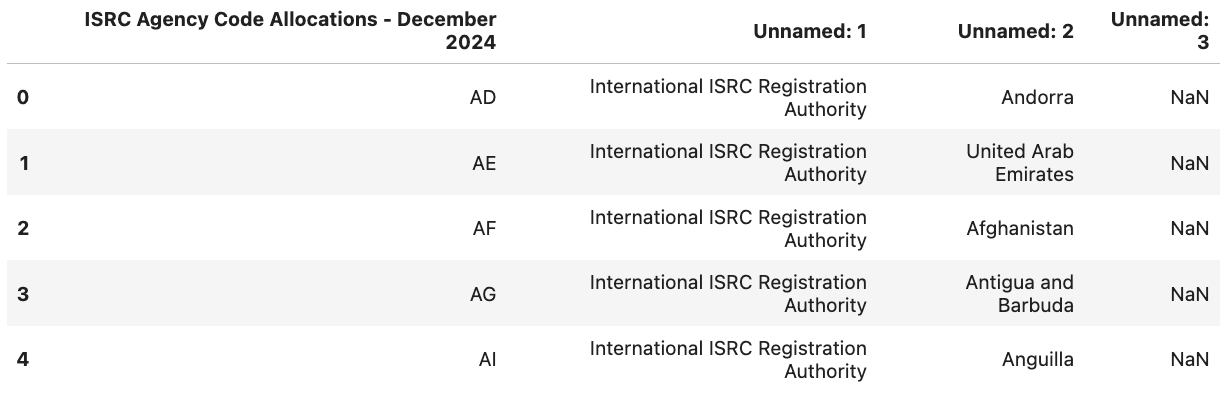 ISRC Agency Code Allocations - December
2024
Unnamed: 1
Unnamed: 2
Unnamed:
3
0
AD
International ISRC Registration
Authority
Andorra
NaN
1
AE
International ISRC Registration
Authority
United Arab
Emirates
NaN
2
AF
International ISRC Registration
Authority
Afghanistan
NaN
3
AG
International ISRC Registration
Authority
Antigua and
Barbuda
NaN
4
AI
International ISRC Registration
Authority
Anguilla
NaN